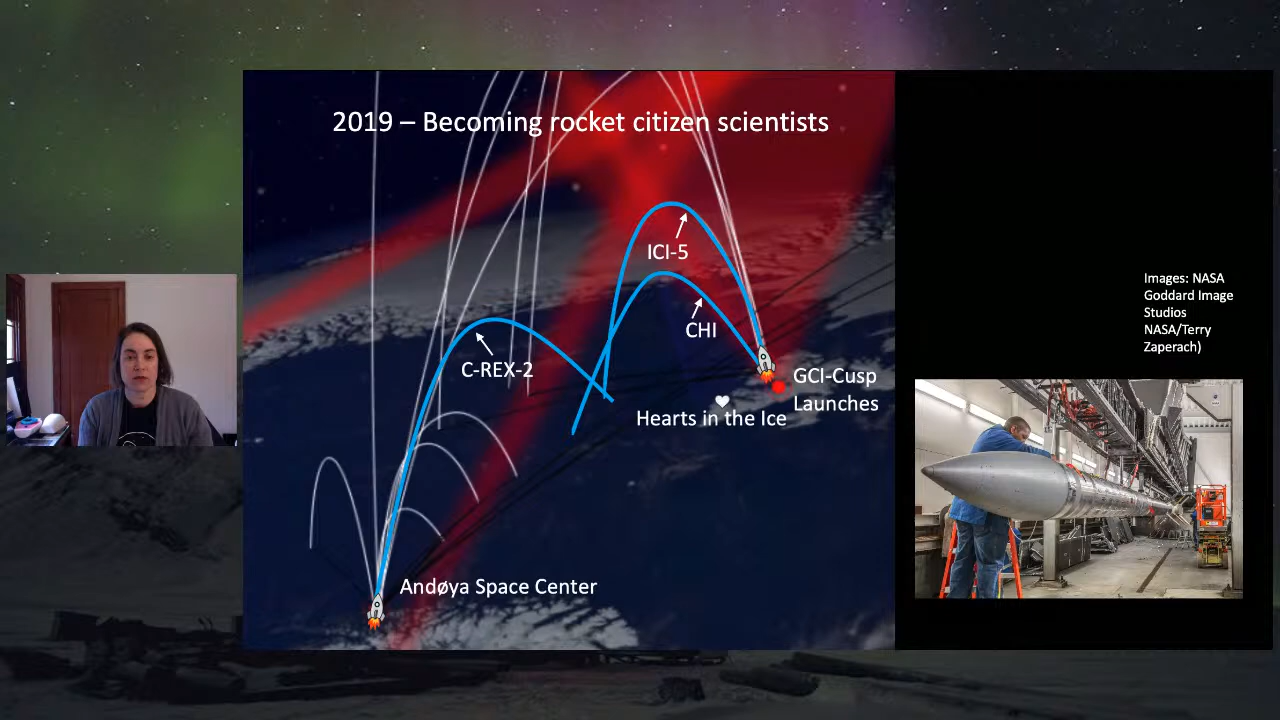 2019 – Becoming rocket citizen scientists
ICI-5
CHI
C-REX-2
GCI-Cusp
Launches
Hearts in the Ice
Andøya Space Center
Images: NASA
Goddard Image
Studios
NASA/Terry
Zaperach)